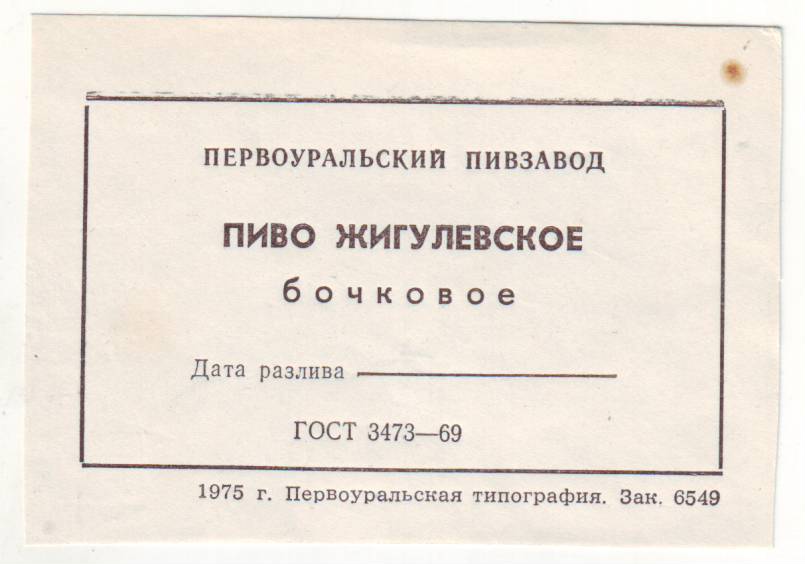 ПЕРВОУРАЛЬСКИЙ ПИВЗАВОД
ПИВО ЖИГУЛЕВСКОЕ
бочковое
Дата разлива
ГОСТ 3473—69
1975 г. Первоуральская типография. Зак. 6549